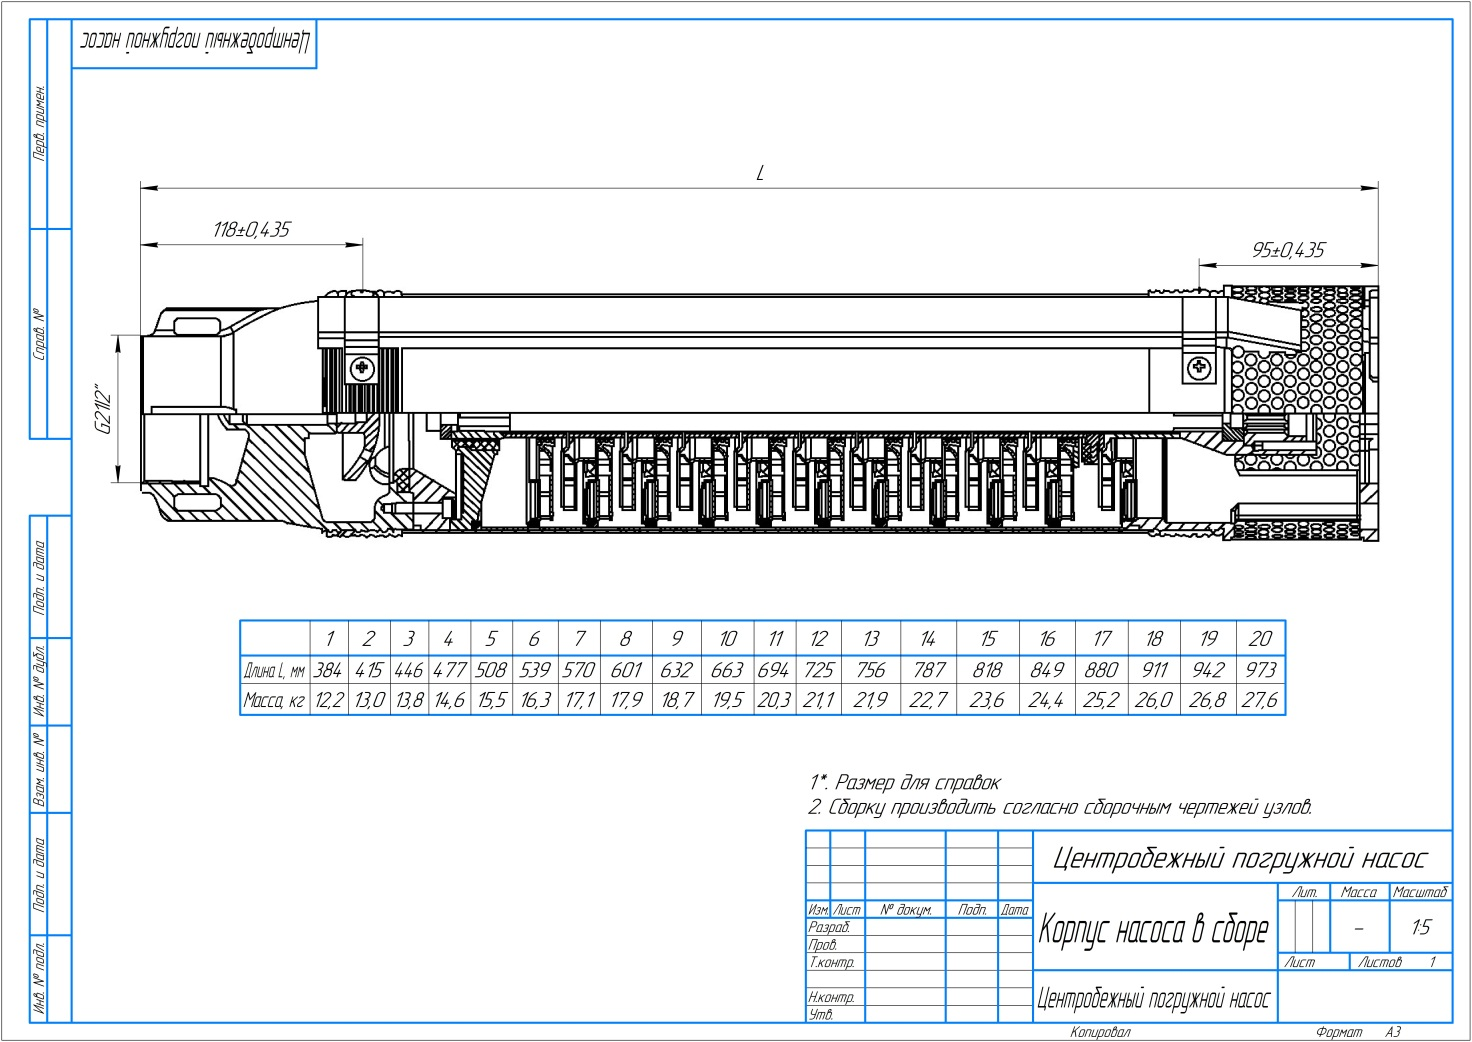 Центробежный погружной насос
Перв. примен.
Справ. №
Подп. и дата
Инв. № дубл.
Взам. инв. №
Подп. и дата
Инв. № подл.
L
118±0,435
95±0,435
G21/2"
1 2 3 4 5 6 7 8 9 10 11 12 13 14 15 16 17 18 19 20
Длина L, мм 384 415 446 477 508 539 570 601 632 663 694 725 756 787 818 849 880 911 942 973
Масса, кг 12,2 13,0 13,8 14,6 15,5 16,3 17,1 17,9 18,7 19,5 20,3 21,1 21,9 22,7 23,6 24,4 25,2 26,0 26,8 27,6
1*. Размер для справок
2. Сборку производить согласно сборочным чертежей узлов.
Центробежный погружной насос
Изм. Лист № докум. Подп. Дата
Разраб.
Пров.
Т.контр.
Н.контр.
Утв.
Корпус насоса в сборе
Лит. Масса Масштаб
– 1:5
Лист Листов 1
Центробежный погружной насос
Копировал Формат А3